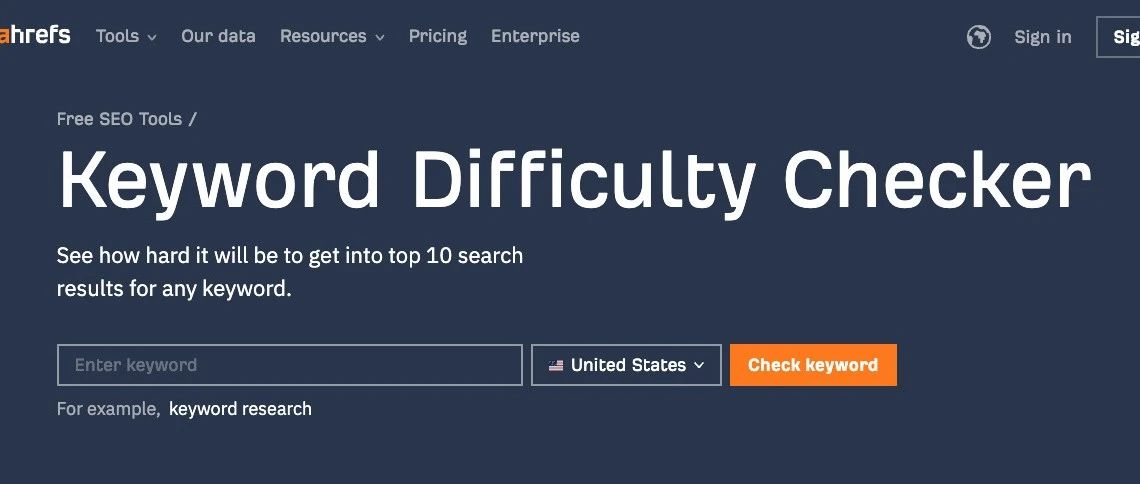 ahrefs Tools Our data Resources Pricing Enterprise Sign in Sig
Free SEO Tools /
Keyword Difficulty Checker
See how hard it will be to get into top 10 search
results for any keyword.
Enter keyword United States Check keyword
For example, keyword research